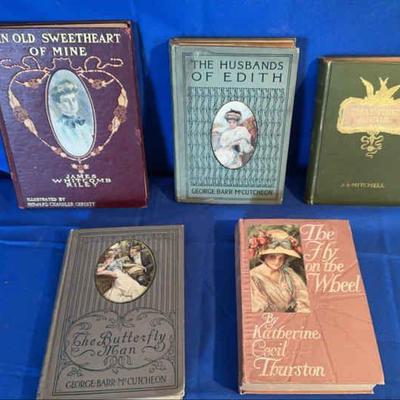 AN OLD SWEETHEART
OF MINE
JAMES
WHITCOMB
RILEY
ILLUSTRATED BY
HOWARD CHANDLER CHRISTY
THE HUSBANDS
OF EDITH
GEORGE BARR McCUTCHEON
J.A. MITCHELL
The Butterfly
Man
GEORGE BARR McCUTCHEON
The
Fly
on the
Wheel
By
Katherine
Cecil
Thurston